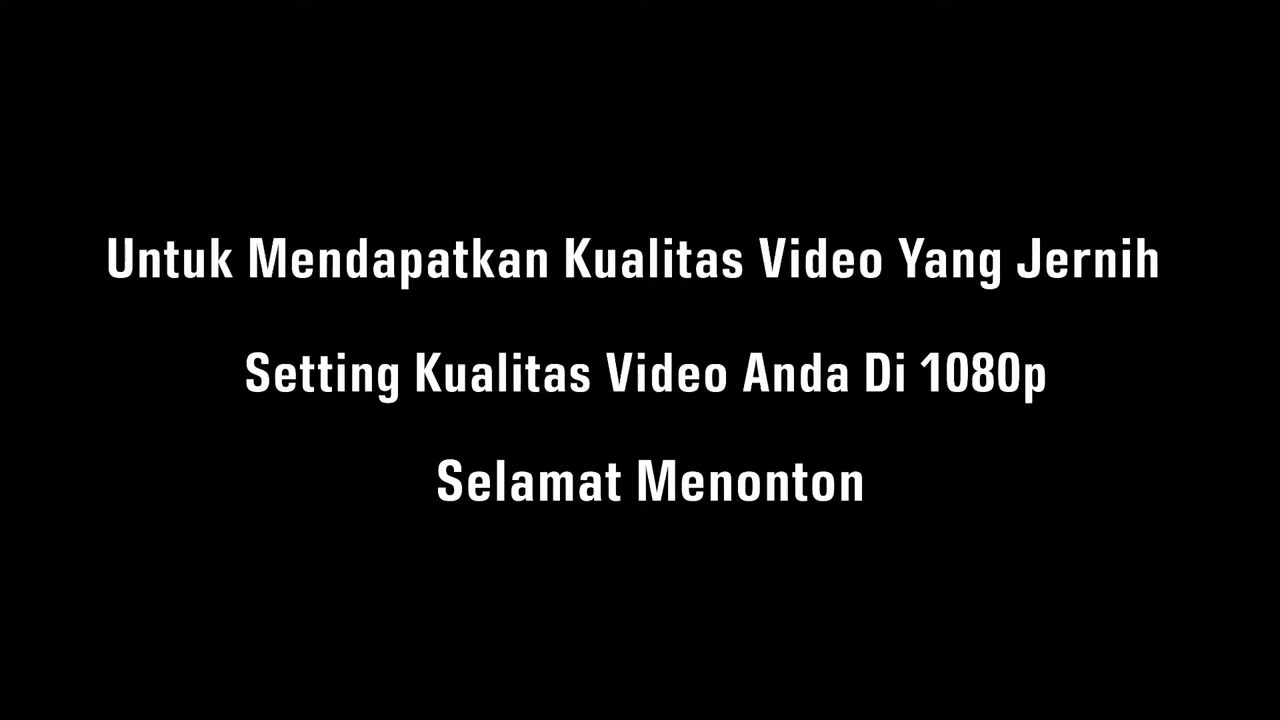 Untuk Mendapatkan Kualitas Video Yang Jernih
Setting Kualitas Video Anda Di 1080p
Selamat Menonton